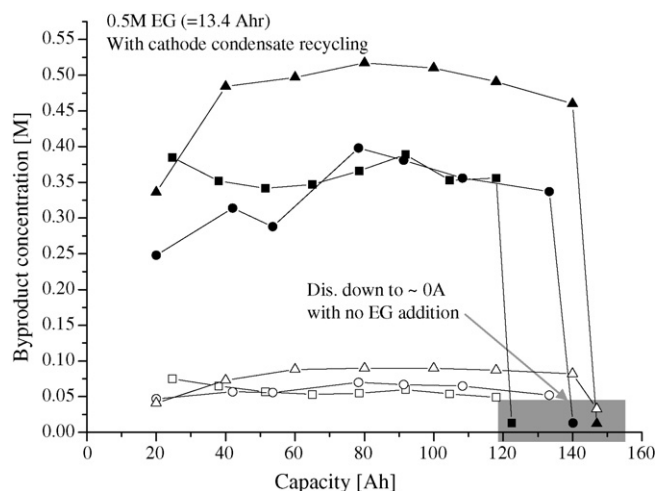 0.5M EG (=13.4 Ahr)
With cathode condensate recycling
Byproduct concentration [M]
0.55
0.50
0.45
0.40
0.35
0.30
0.25
0.20
0.15
0.10
0.05
0.00
Dis. down to ~ 0A
with no EG addition
0 20 40 60 80 100 120 140 160
Capacity [Ah]